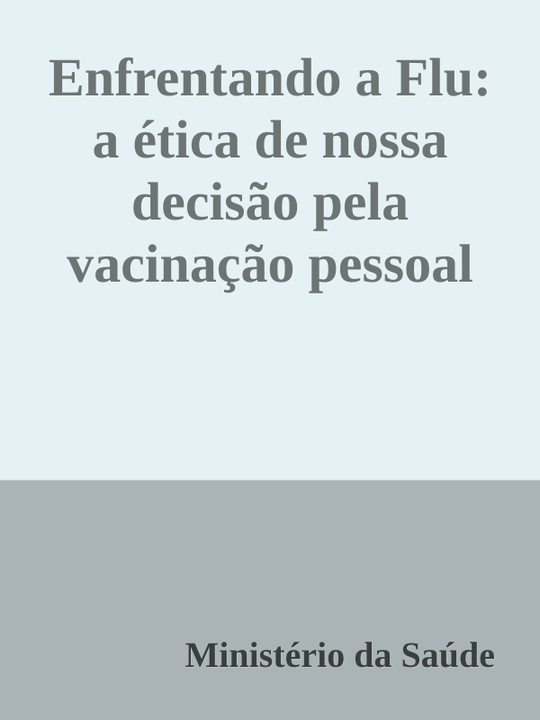 Enfrentando a Flu:
a ética de nossa
decisão pela
vacinação pessoal
Ministério da Saúde